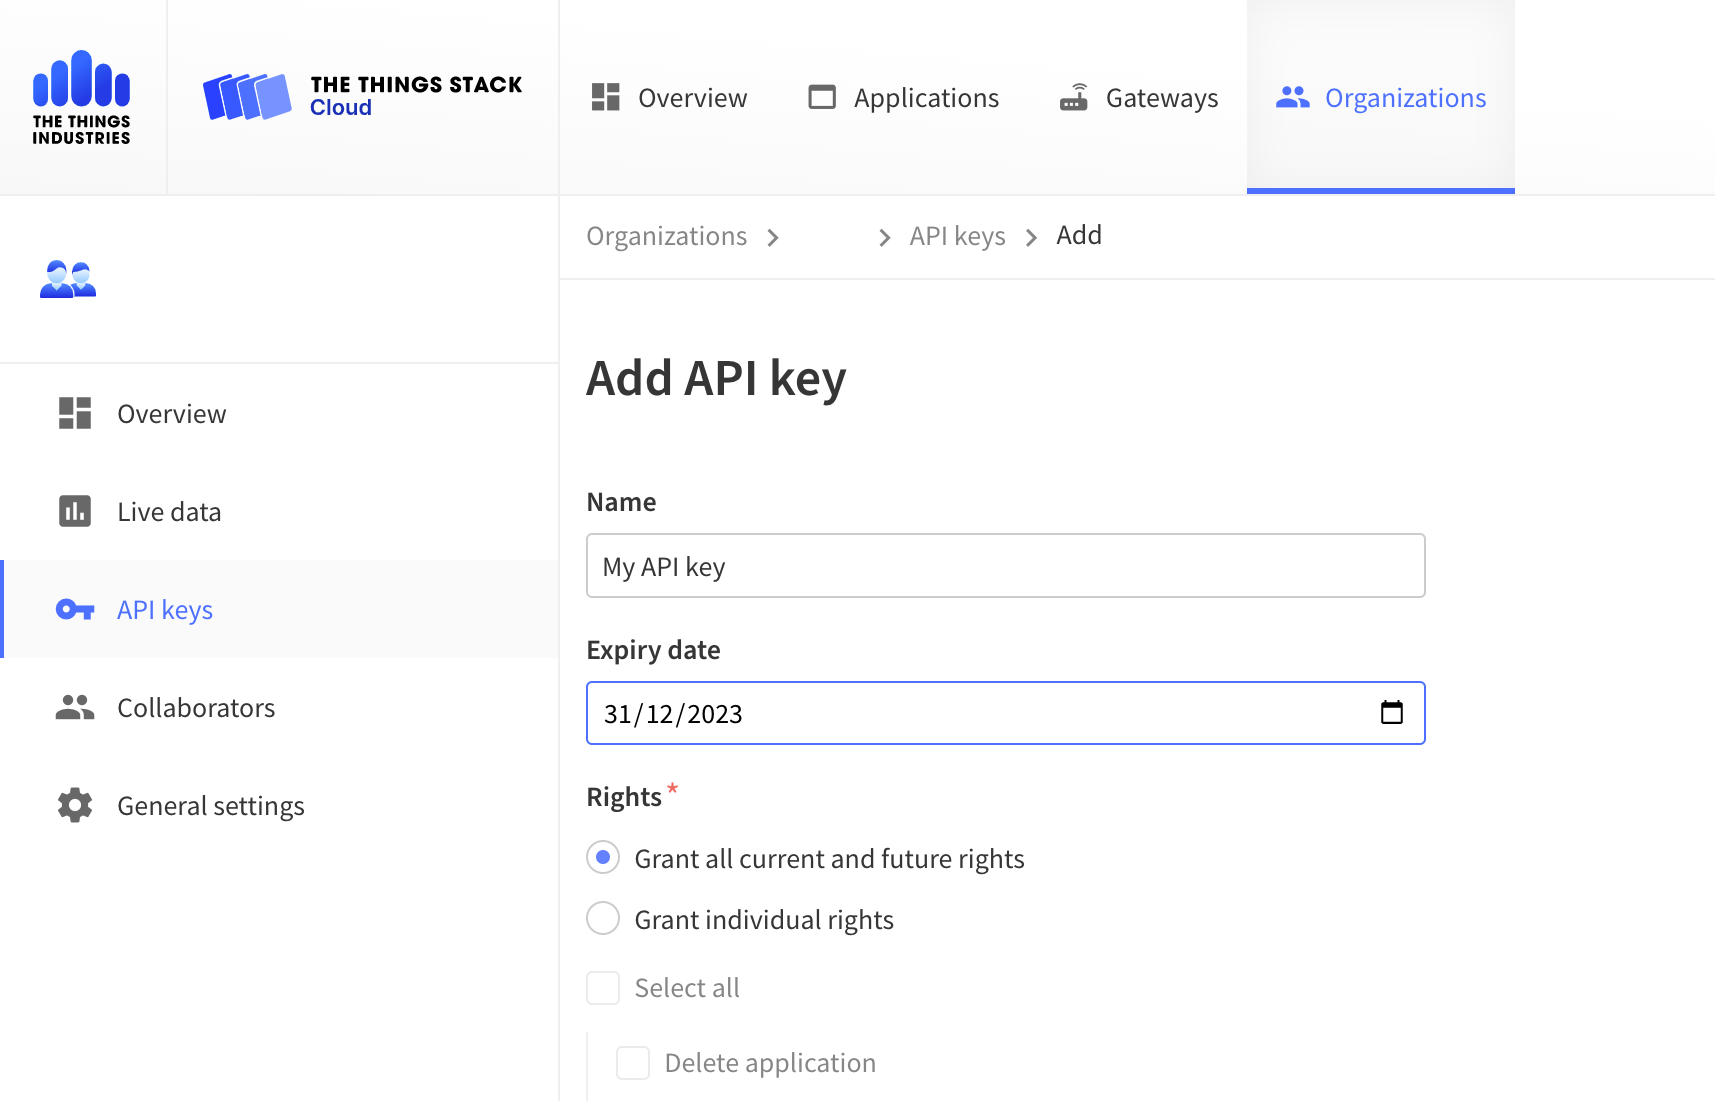 THE THINGS
INDUSTRIES
THE THINGS STACK
Cloud
Overview
Applications
Gateways
Organizations
Organizations
API keys
Add
Overview
Live data
API keys
Collaborators
General settings
Add API key
Name
My API key
Expiry date
31/12/2023
Rights *
Grant all current and future rights
Grant individual rights
Select all
Delete application